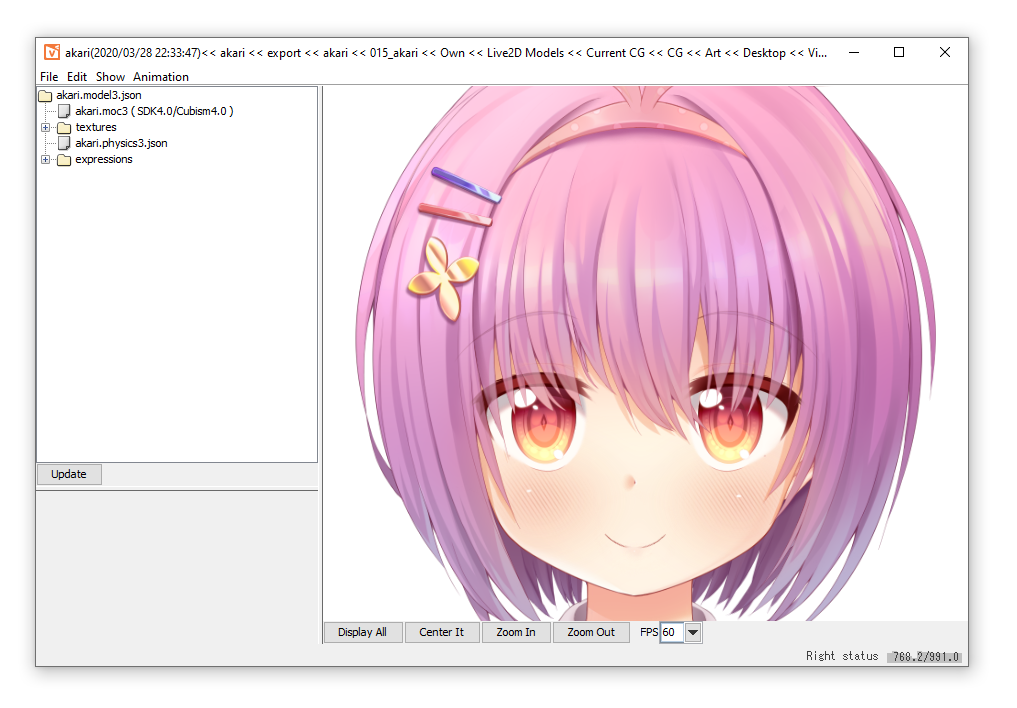 akari(2020/03/28 22:33:47)<< akari << export << akari << 015_akari << Own << Live2D Models << Current CG << CG << Art << Desktop << Vi...
File Edit Show Animation
akari.model3.json
akari.moc3 ( SDK4.0/Cubism4.0 )
textures
akari.physics3.json
expressions
Update
Display All Center It Zoom In Zoom Out FPS 60
Right status 768.2/991.0